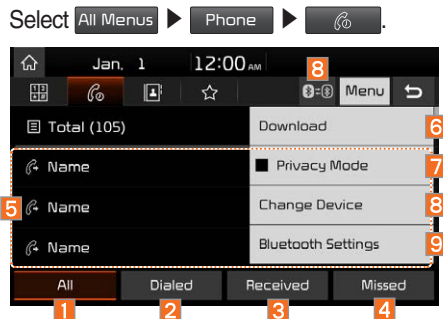 Select All Menus ▶ Phone ▶ .
Jan. 1 12:00 AM
8
Menu
Total (105)
Download 6
Name
Privacy Mode 7
5 Name
Change Device 8
Name
Bluetooth Settings 9
All Dialed Received Missed
1 2 3 4